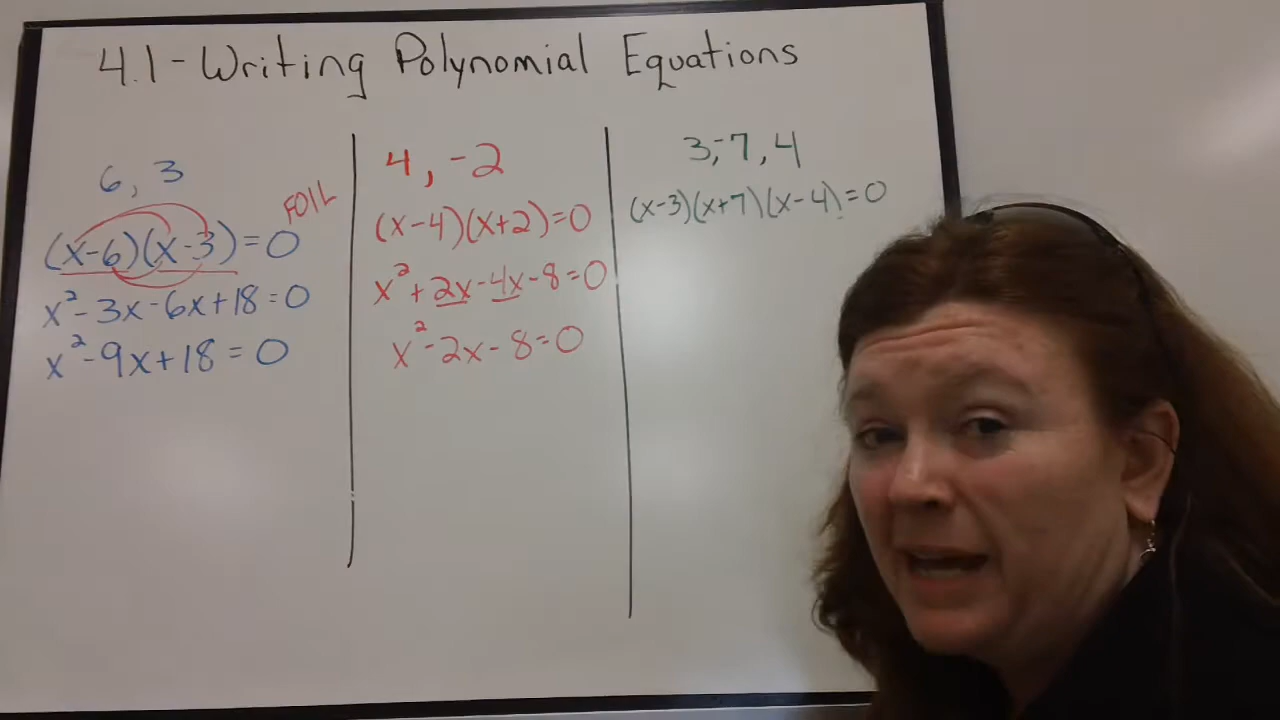 4.1 - Writing Polynomial Equations
6, 3
FOIL
(x-6)(x-3)=0
x²-3x-6x+18=0
x²-9x+18=0
4, -2
(x-4)(x+2)=0
x²+2x-4x-8=0
x²-2x-8=0
3,-7,4
(x-3)(x+7)(x-4)=0